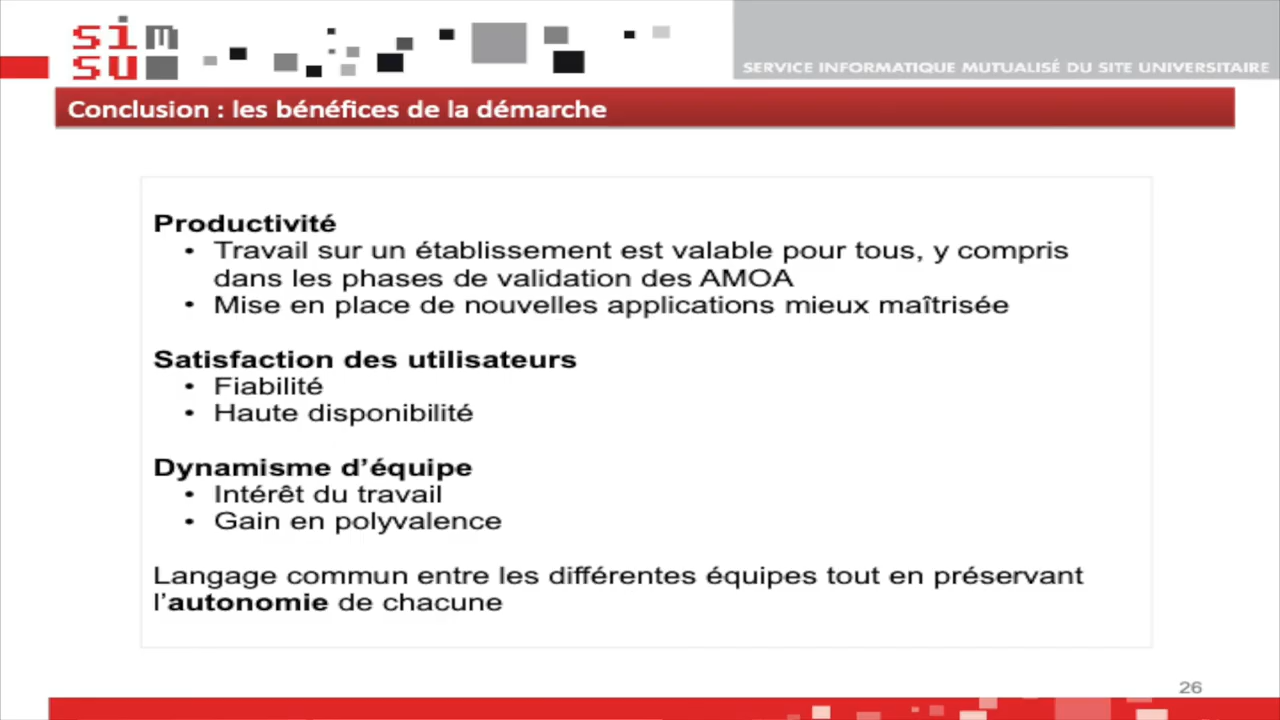 sim
su
SERVICE INFORMATIQUE MUTUALISÉ DU SITE UNIVERSITAIRE
Conclusion : les bénéfices de la démarche
Productivité
• Travail sur un établissement est valable pour tous, y compris
dans les phases de validation des AMOA
• Mise en place de nouvelles applications mieux maîtrisée
Satisfaction des utilisateurs
• Fiabilité
• Haute disponibilité
Dynamisme d’équipe
• Intérêt du travail
• Gain en polyvalence
Langage commun entre les différentes équipes tout en préservant
l’autonomie de chacune
26